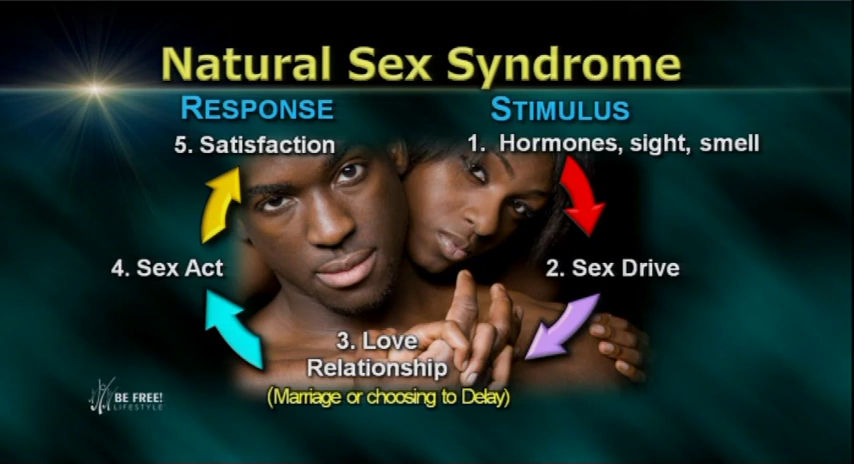 Natural Sex Syndrome
RESPONSE
STIMULUS
5. Satisfaction
1. Hormones, sight, smell
4. Sex Act
2. Sex Drive
3. Love
Relationship
(Marriage or choosing to Delay)
BE FREE!
LIFESTYLE